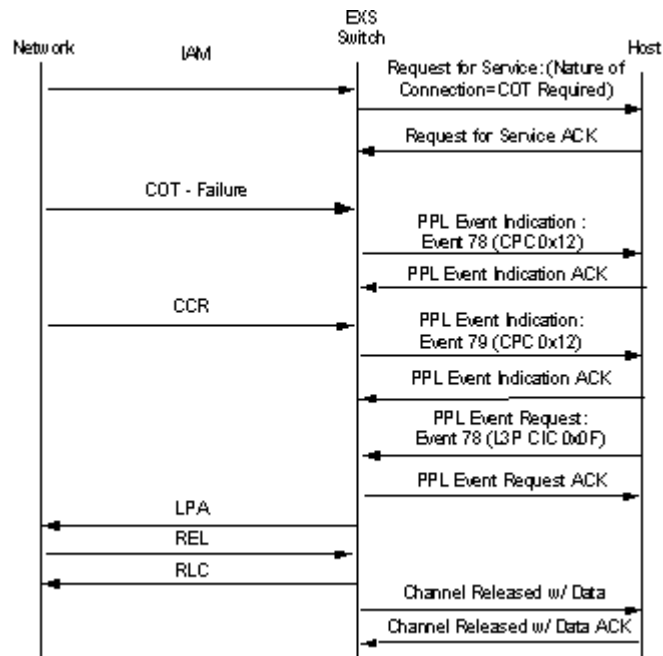 EXS
Switch
Network
IAM
Host
Request for Service:(Nature of
Connection=COT Required)
Request for Service ACK
COT - Failure
PPL Event Indication :
Event 78 (CPC 0x12)
PPL Event Indication ACK
CCR
PPL Event Indication:
Event 79 (CPC 0x12)
PPL Event Indication ACK
PPL Event Request:
Event 78 (L3P CIC 0x0F)
PPL Event Request ACK
LPA
REL
RLC
Channel Released w/ Data
Channel Released w/ Data ACK